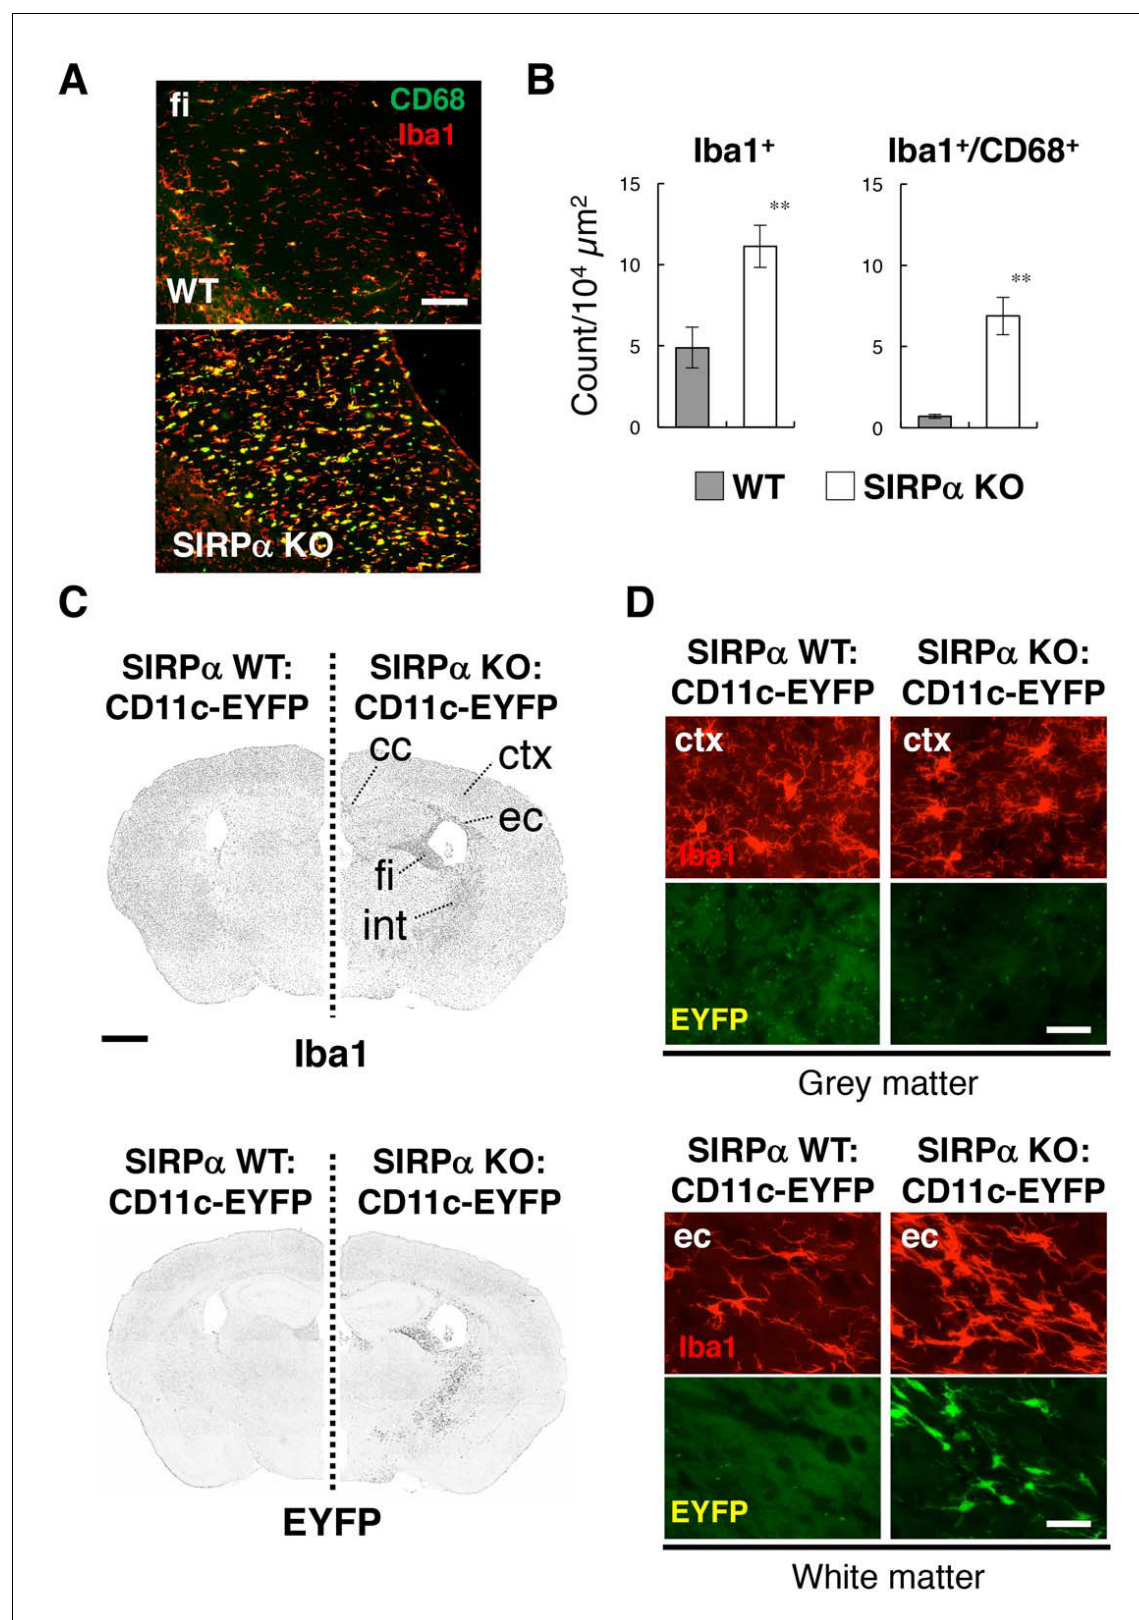 A
fi
CD68
Iba1
WT
SIRPα KO
B
Iba1⁺
Iba1⁺/CD68⁺
Count/10⁴ µm²
15
10
5
0
**
15
10
5
0
**
WT
SIRPα KO
C
SIRPα WT:
CD11c-EYFP
SIRPα KO:
CD11c-EYFP
cc
ctx
ec
fi
int
Iba1
SIRPα WT:
CD11c-EYFP
SIRPα KO:
CD11c-EYFP
EYFP
D
SIRPα WT:
CD11c-EYFP
SIRPα KO:
CD11c-EYFP
ctx
ctx
Iba1
EYFP
Grey matter
SIRPα WT:
CD11c-EYFP
SIRPα KO:
CD11c-EYFP
ec
ec
Iba1
EYFP
White matter